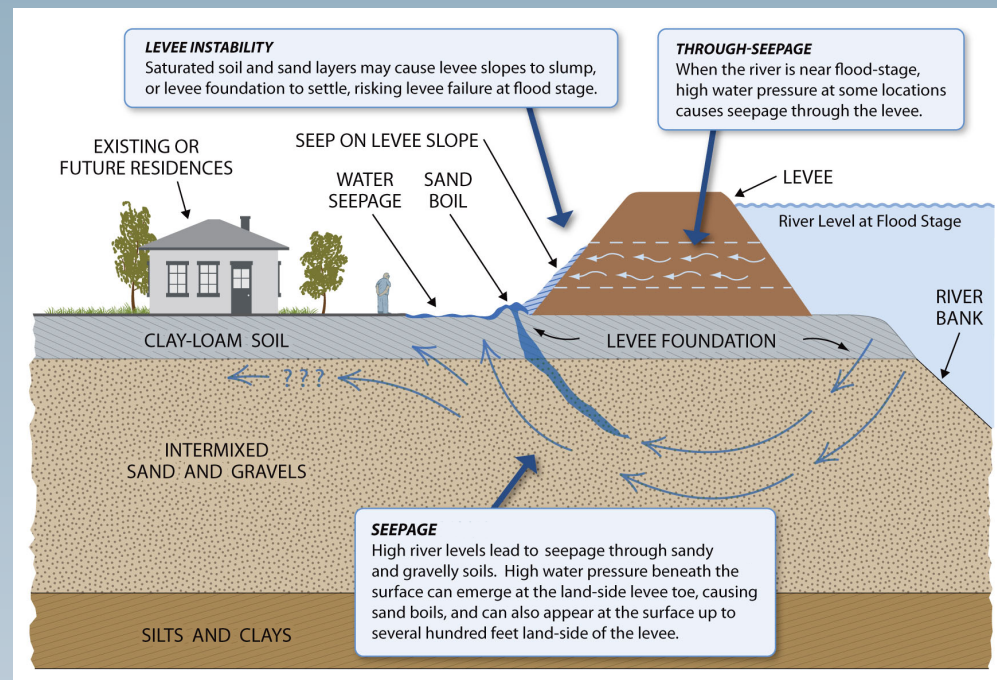 LEVEE INSTABILITY
Saturated soil and sand layers may cause levee slopes to slump,
or levee foundation to settle, risking levee failure at flood stage.
THROUGH-SEEPAGE
When the river is near flood-stage,
high water pressure at some locations
causes seepage through the levee.
EXISTING OR
FUTURE RESIDENCES
SEEP ON LEVEE SLOPE
WATER
SEEPAGE
SAND
BOIL
LEVEE
River Level at Flood Stage
RIVER
BANK
CLAY-LOAM SOIL
LEVEE FOUNDATION
???
INTERMIXED
SAND AND GRAVELS
SEEPAGE
High river levels lead to seepage through sandy
and gravelly soils. High water pressure beneath the
surface can emerge at the land-side levee toe, causing
sand boils, and can also appear at the surface up to
several hundred feet land-side of the levee.
SILTS AND CLAYS